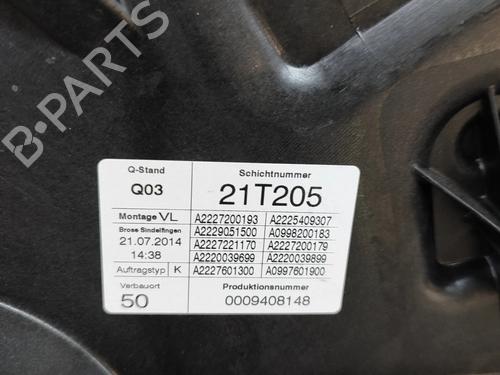 B-PARTS
Q-Stand Schichtnummer
Q03 21T205
Montage VL A2227200193 A2225409307
Brose Sindelfingen A2229051500 A0998200183
21.07.2014 A2227221170 A2227200179
14:38 A2220039699 A2220039899
Auftragstyp K A2227601300 A0997601900
Verbauort Produktionsnummer
50 0009408148